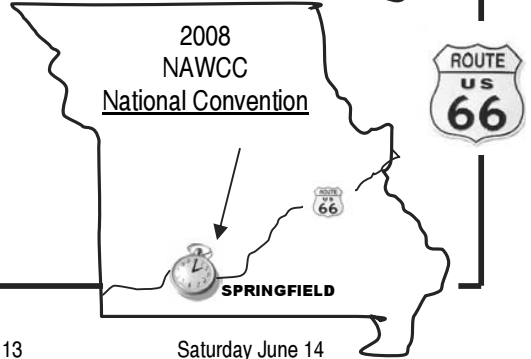 2008
NAWCC
National Convention
ROUTE
US
66
ROUTE
US
66
SPRINGFIELD
13
Saturday June 14